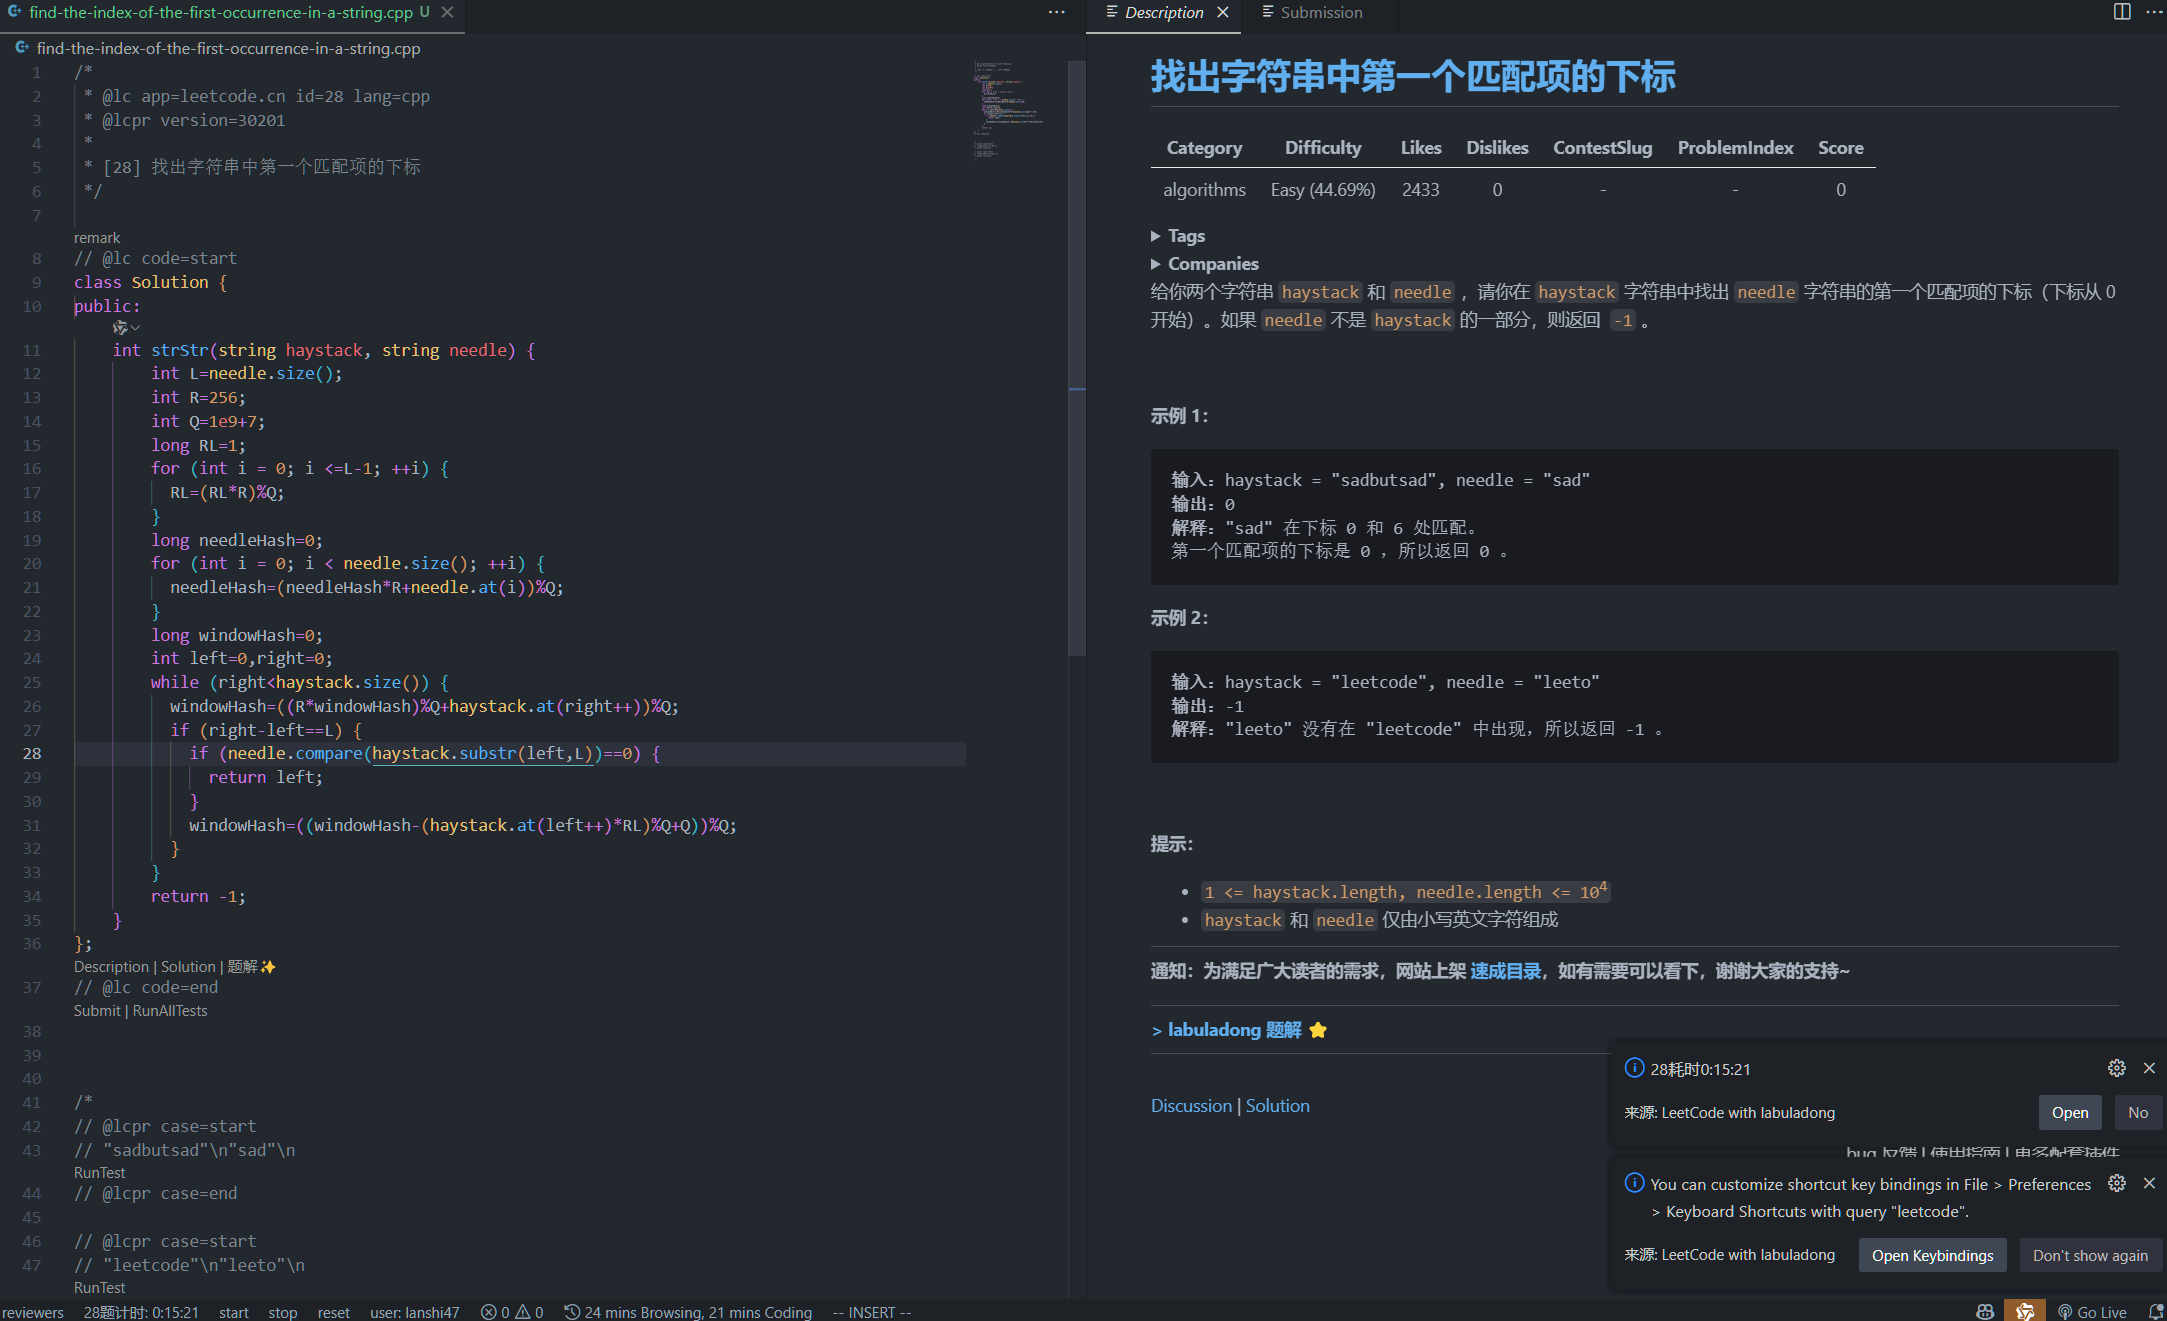 find-the-index-of-the-first-occurrence-in-a-string.cpp U
find-the-index-of-the-first-occurrence-in-a-string.cpp
1 /*
2  * @lc app=leetcode.cn id=28 lang=cpp
3  * @lcpr version=30201
4  *
5  * [28] 找出字符串中第一个匹配项的下标
6  */
7
remark
8 // @lc code=start
9 class Solution {
10 public:
11     int strStr(string haystack, string needle) {
12         int L=needle.size();
13         int R=256;
14         int Q=1e9+7;
15         long RL=1;
16         for (int i = 0; i <=L-1; ++i) {
17           RL=(RL*R)%Q;
18         }
19         long needleHash=0;
20         for (int i = 0; i < needle.size(); ++i) {
21           needleHash=(needleHash*R+needle.at(i))%Q;
22         }
23         long windowHash=0;
24         int left=0,right=0;
25         while (right<haystack.size()) {
26           windowHash=((R*windowHash)%Q+haystack.at(right++))%Q;
27           if (right-left==L) {
28             if (needle.compare(haystack.substr(left,L))==0) {
29               return left;
30             }
31             windowHash=((windowHash-(haystack.at(left++)*RL)%Q+Q))%Q;
32           }
33         }
34         return -1;
35     }
36 };
Description | Solution | 题解✨
37 // @lc code=end
Submit | RunAllTests
38
39
40
41 /*
42 // @lcpr case=start
43 // "sadbutsad"\n"sad"\n
RunTest
44 // @lcpr case=end
45
46 // @lcpr case=start
47 // "leetcode"\n"leeto"\n
RunTest
Description
Submission
找出字符串中第一个匹配项的下标
Category Difficulty Likes Dislikes ContestSlug ProblemIndex Score
algorithms Easy (44.69%) 2433 0 - - 0
▶ Tags
▶ Companies
给你两个字符串 haystack 和 needle ，请你在 haystack 字符串中找出 needle 字符串的第一个匹配项的下标（下标从 0
开始）。如果 needle 不是 haystack 的一部分，则返回 -1 。
示例 1：
输入：haystack = "sadbutsad", needle = "sad"
输出：0
解释："sad" 在下标 0 和 6 处匹配。
第一个匹配项的下标是 0 ，所以返回 0 。
示例 2：
输入：haystack = "leetcode", needle = "leeto"
输出：-1
解释："leeto" 没有在 "leetcode" 中出现，所以返回 -1 。
提示：
• 1 <= haystack.length, needle.length <= 10⁴
• haystack 和 needle 仅由小写英文字符组成
通知：为满足广大读者的需求，网站上架 速成目录，如有需要可以看下，谢谢大家的支持~
> labuladong 题解 ⭐
Discussion | Solution
28耗时0:15:21
来源: LeetCode with labuladong
Open
No
bug 反馈 | 使用指南 | 更多配套插件
You can customize shortcut key bindings in File > Preferences
> Keyboard Shortcuts with query "leetcode".
来源: LeetCode with labuladong
Open Keybindings
Don't show again
reviewers 28题计时: 0:15:21 start stop reset user: lanshi47 0 0 24 mins Browsing, 21 mins Coding -- INSERT -- Go Live